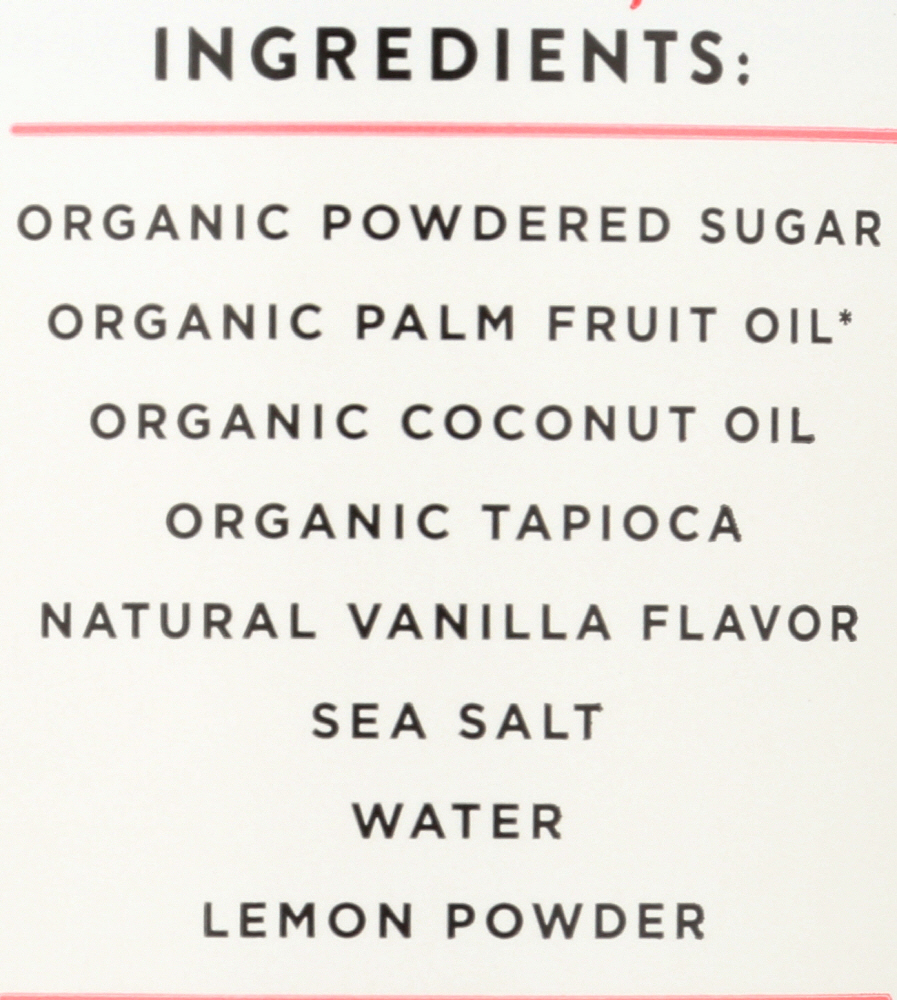 INGREDIENTS:
ORGANIC POWDERED SUGAR
ORGANIC PALM FRUIT OIL*
ORGANIC COCONUT OIL
ORGANIC TAPIOCA
NATURAL VANILLA FLAVOR
SEA SALT
WATER
LEMON POWDER